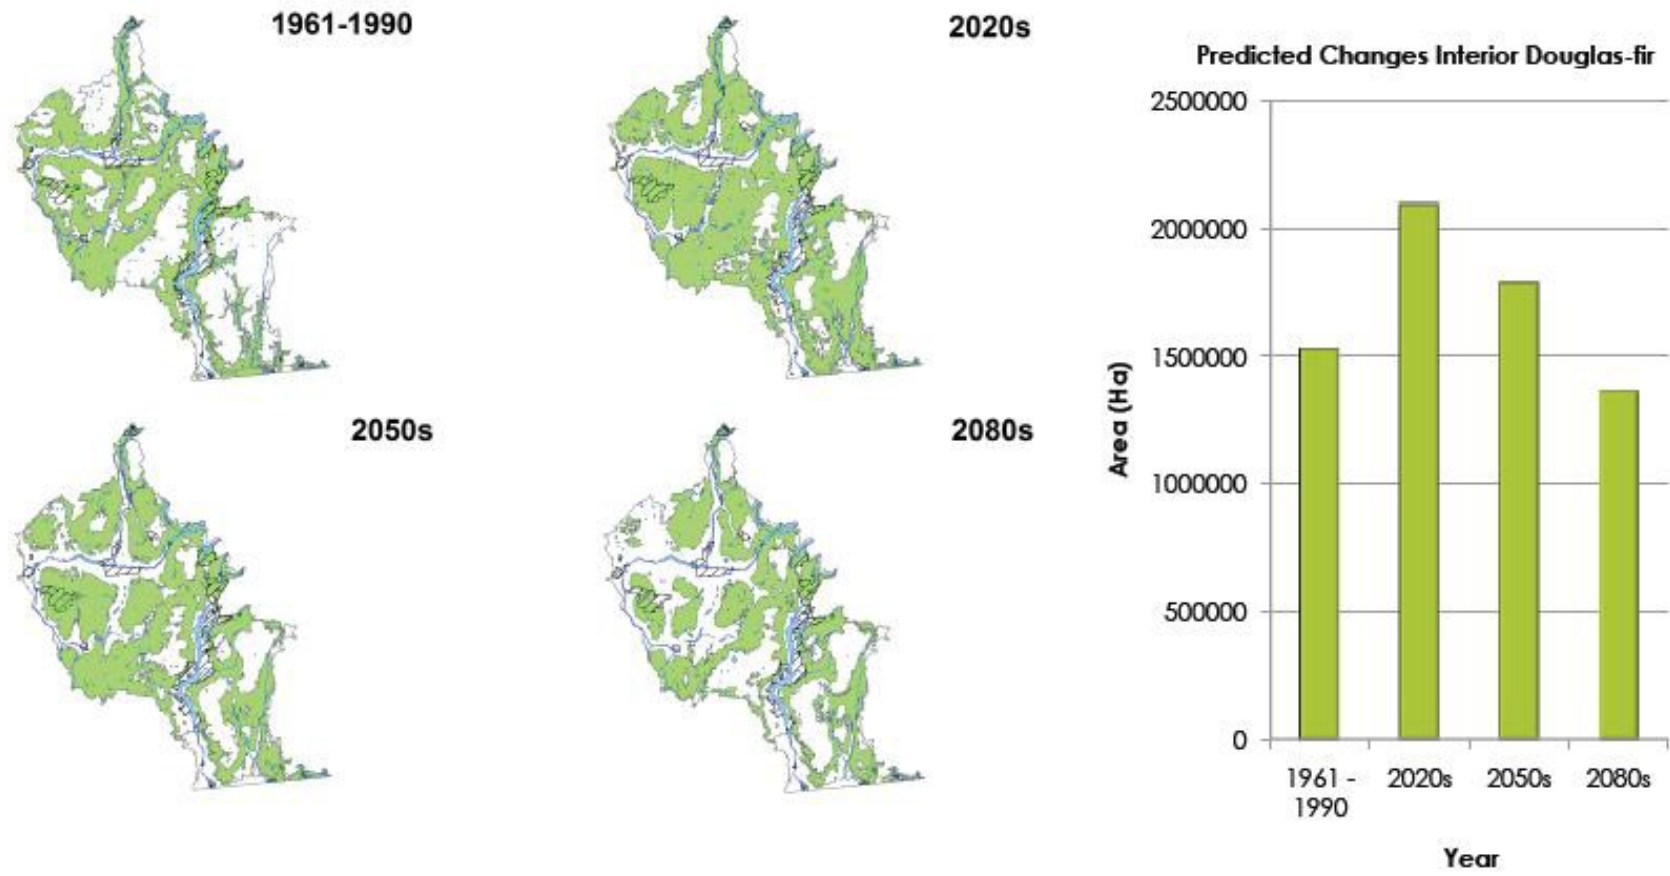 1961-1990
2020s
2050s
2080s
Predicted Changes Interior Douglas-fir
2500000
2000000
1500000
1000000
500000
0
Area (Ha)
1961 -
1990
2020s
2050s
2080s
Year